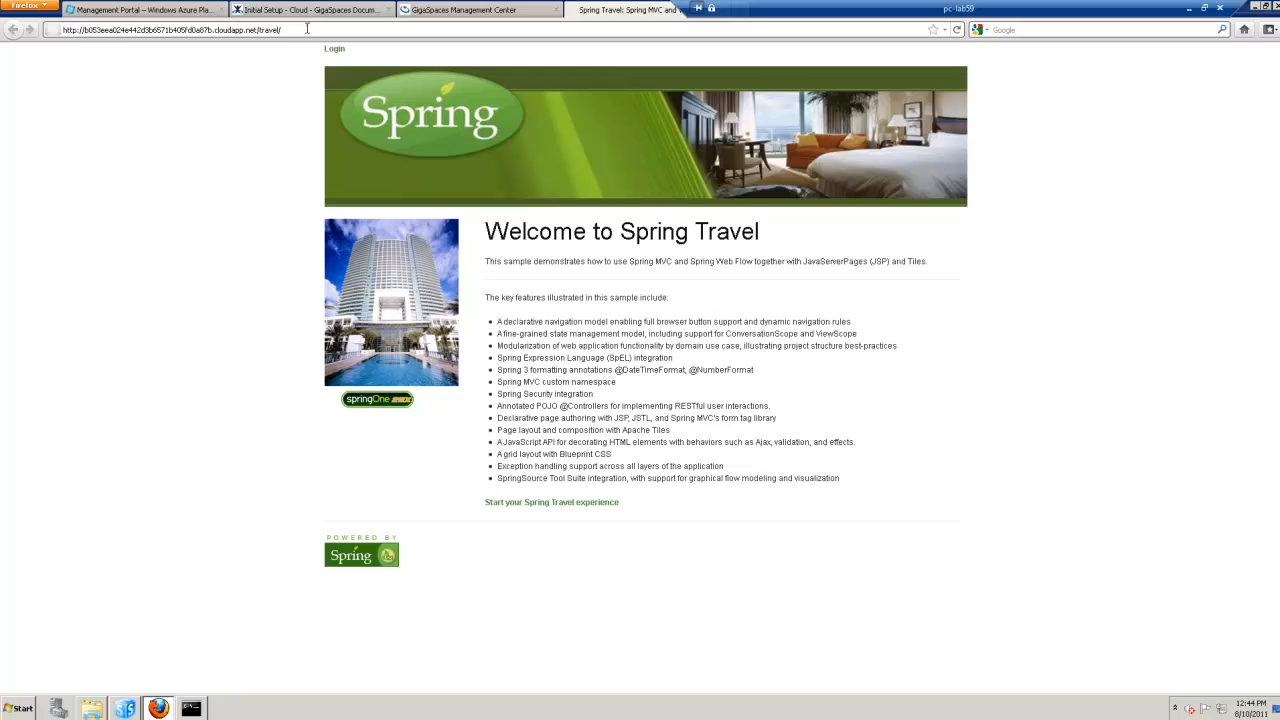 Firefox
Management Portal – Windows Azure Pla...
Initial Setup - Cloud - GigaSpaces Docum...
GigaSpaces Management Center
Spring Travel: Spring MVC and
pc-lab59
http://b053eea024e442d3b6571b405fd0a87b.cloudapp.net/travel/
Google
Login
Spring
Welcome to Spring Travel
This sample demonstrates how to use Spring MVC and Spring Web Flow together with JavaServerPages (JSP) and Tiles.
The key features illustrated in this sample include:
A declarative navigation model enabling full browser button support and dynamic navigation rules
A fine-grained state management model, including support for ConversationScope and ViewScope
Modularization of web application functionality by domain use case, illustrating project structure best-practices
Spring Expression Language (SpEL) integration
Spring 3 formatting annotations @DateTimeFormat, @NumberFormat
Spring MVC custom namespace
Spring Security integration
springOne 2GX
Annotated POJO @Controllers for implementing RESTful user interactions.
Declarative page authoring with JSP, JSTL, and Spring MVC's form tag library
Page layout and composition with Apache Tiles
A JavaScript API for decorating HTML elements with behaviors such as Ajax, validation, and effects.
A grid layout with Blueprint CSS
Exception handling support across all layers of the application
SpringSource Tool Suite integration, with support for graphical flow modeling and visualization
Start your Spring Travel experience
POWERED BY
Spring
Start
12:44 PM
8/10/2011